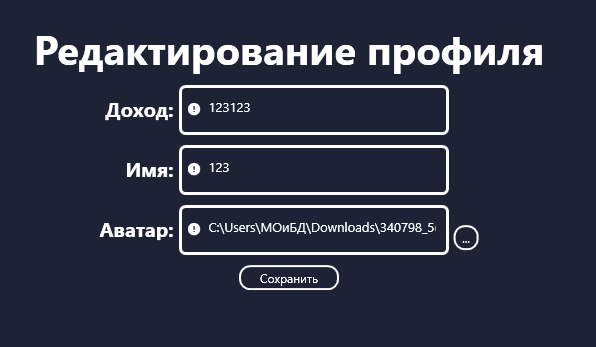 Редактирование профиля
Доход: 123123
Имя: 123
Аватар: C:\Users\МОиБД\Downloads\340798_5 ...
Сохранить